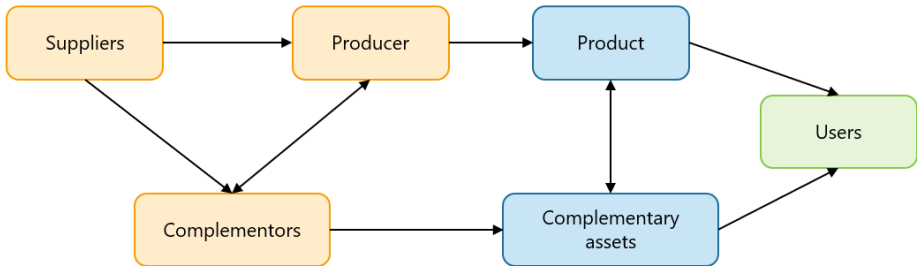 Suppliers
Producer
Product
Users
Complementors
Complementary
assets